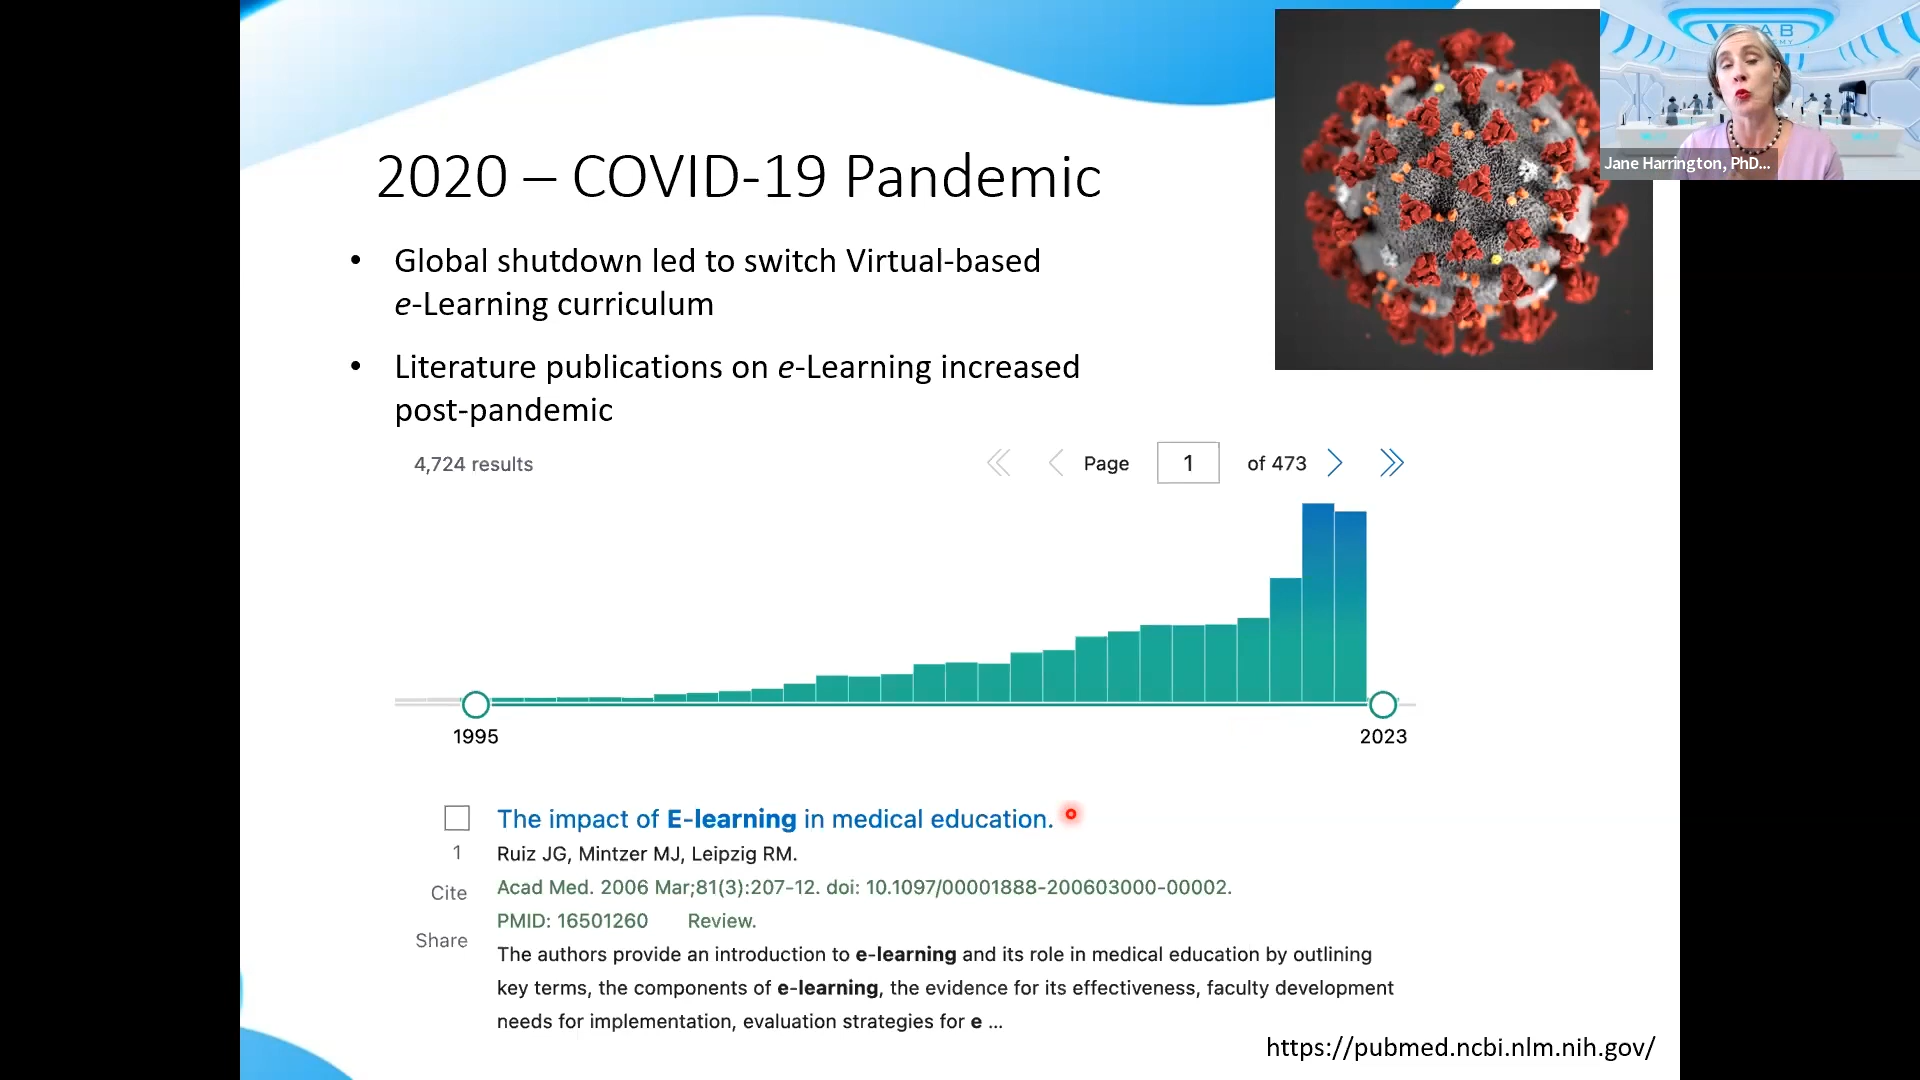 2020 – COVID-19 Pandemic
• Global shutdown led to switch Virtual-based
e-Learning curriculum
• Literature publications on e-Learning increased
post-pandemic
4,724 results
Page 1 of 473
1995
2023
The impact of E-learning in medical education.
1
Ruiz JG, Mintzer MJ, Leipzig RM.
Cite
Acad Med. 2006 Mar;81(3):207-12. doi: 10.1097/00001888-200603000-00002.
PMID: 16501260 Review.
Share
The authors provide an introduction to e-learning and its role in medical education by outlining
key terms, the components of e-learning, the evidence for its effectiveness, faculty development
needs for implementation, evaluation strategies for e ...
https://pubmed.ncbi.nlm.nih.gov/
Jane Harrington, PhD...